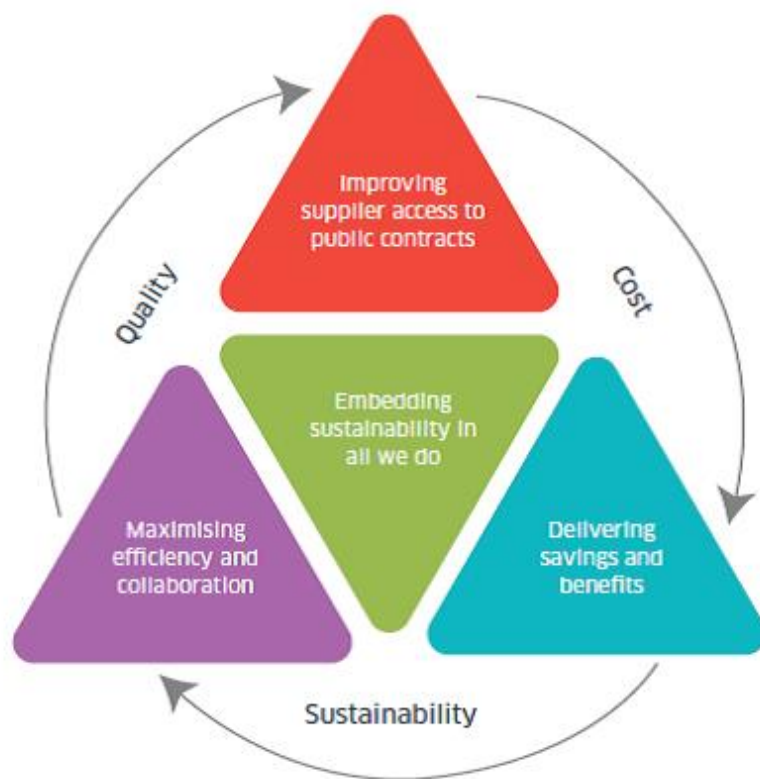 Improving
supplier access to
public contracts
Quality
Cost
Embedding
sustainability in
all we do
Maximising
efficiency and
collaboration
Delivering
savings and
benefits
Sustainability